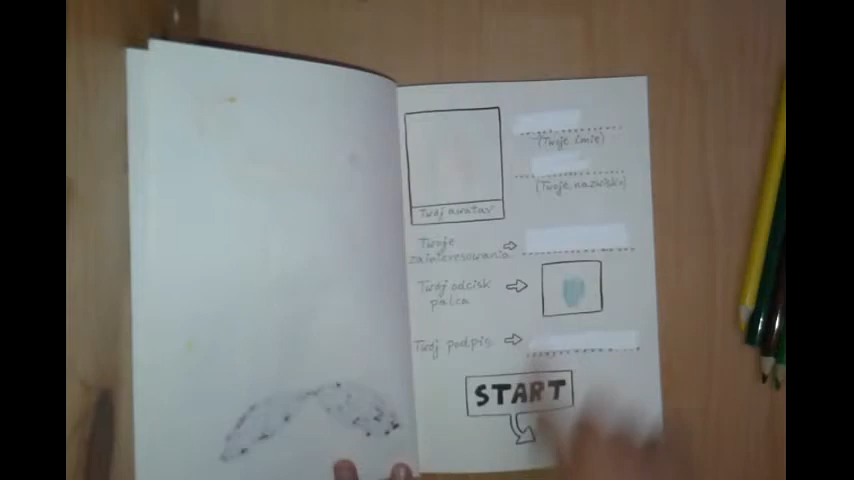 (Twoje imię)
(Twoje nazwisko)
Twój awatar
Twoje
zainteresowania
Twój odcisk
palca
Twój podpis
START